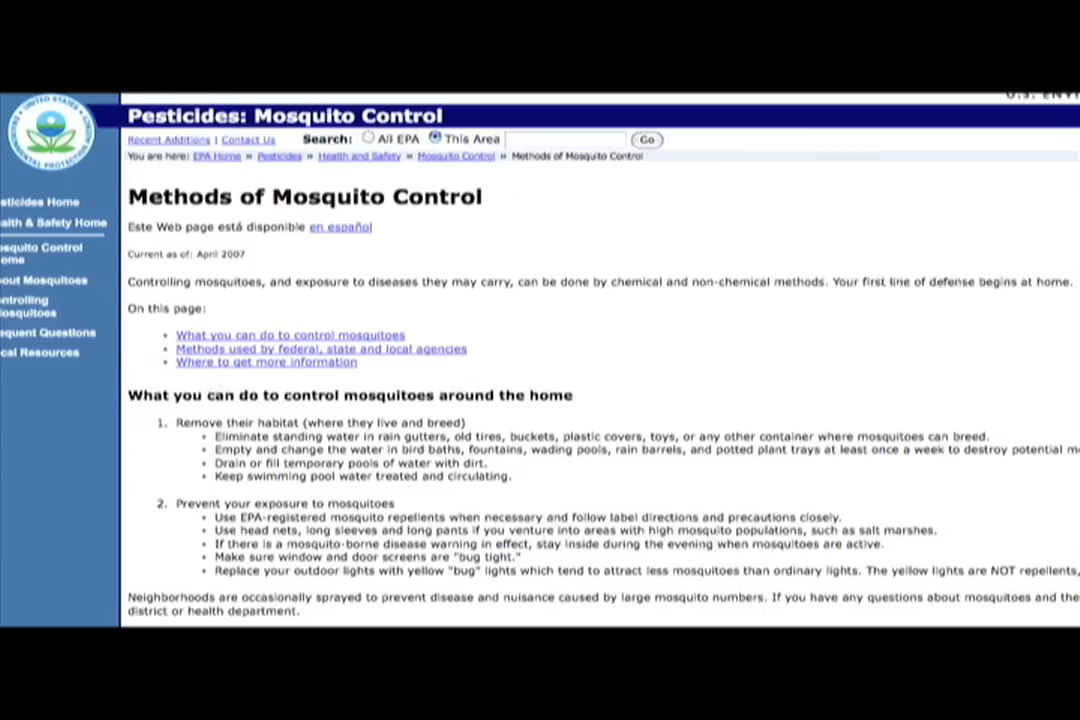 Pesticides: Mosquito Control
Recent Additions | Contact Us Search: All EPA This Area Go
You are here: EPA Home » Pesticides » Health and Safety » Mosquito Control » Methods of Mosquito Control
Methods of Mosquito Control
Este Web page está disponible en español
Current as of: April 2007
Controlling mosquitoes, and exposure to diseases they may carry, can be done by chemical and non-chemical methods. Your first line of defense begins at home.
On this page:
• What you can do to control mosquitoes
• Methods used by federal, state and local agencies
• Where to get more information
What you can do to control mosquitoes around the home
1. Remove their habitat (where they live and breed)
• Eliminate standing water in rain gutters, old tires, buckets, plastic covers, toys, or any other container where mosquitoes can breed.
• Empty and change the water in bird baths, fountains, wading pools, rain barrels, and potted plant trays at least once a week to destroy potential
• Drain or fill temporary pools of water with dirt.
• Keep swimming pool water treated and circulating.
2. Prevent your exposure to mosquitoes
• Use EPA-registered mosquito repellents when necessary and follow label directions and precautions closely.
• Use head nets, long sleeves and long pants if you venture into areas with high mosquito populations, such as salt marshes.
• If there is a mosquito-borne disease warning in effect, stay inside during the evening when mosquitoes are active.
• Make sure window and door screens are "bug tight."
• Replace your outdoor lights with yellow "bug" lights which tend to attract less mosquitoes than ordinary lights. The yellow lights are NOT repellents,
Neighborhoods are occasionally sprayed to prevent disease and nuisance caused by large mosquito numbers. If you have any questions about mosquitoes and the
district or health department.
sticides Home
alth & Safety Home
squito Control
ome
out Mosquitoes
ntrolling
osquitoes
equent Questions
cal Resources